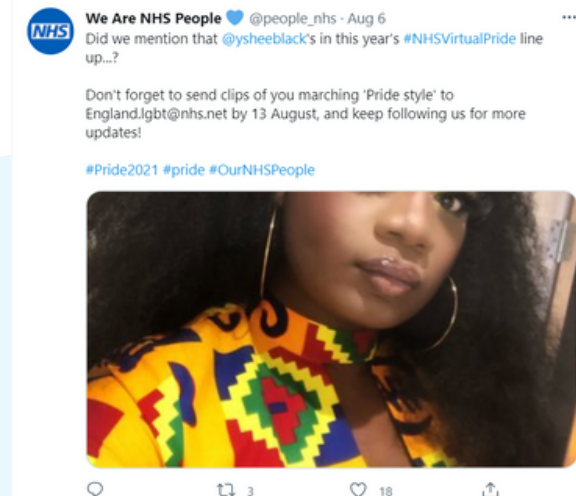 NHS
We Are NHS People 💙 @people_nhs · Aug 6
Did we mention that @ysheeblack's in this year's #NHSVirtualPride line
up...?
Don't forget to send clips of you marching 'Pride style' to
England.lgbt@nhs.net by 13 August, and keep following us for more
updates!
#Pride2021 #pride #OurNHSPeople
3 18